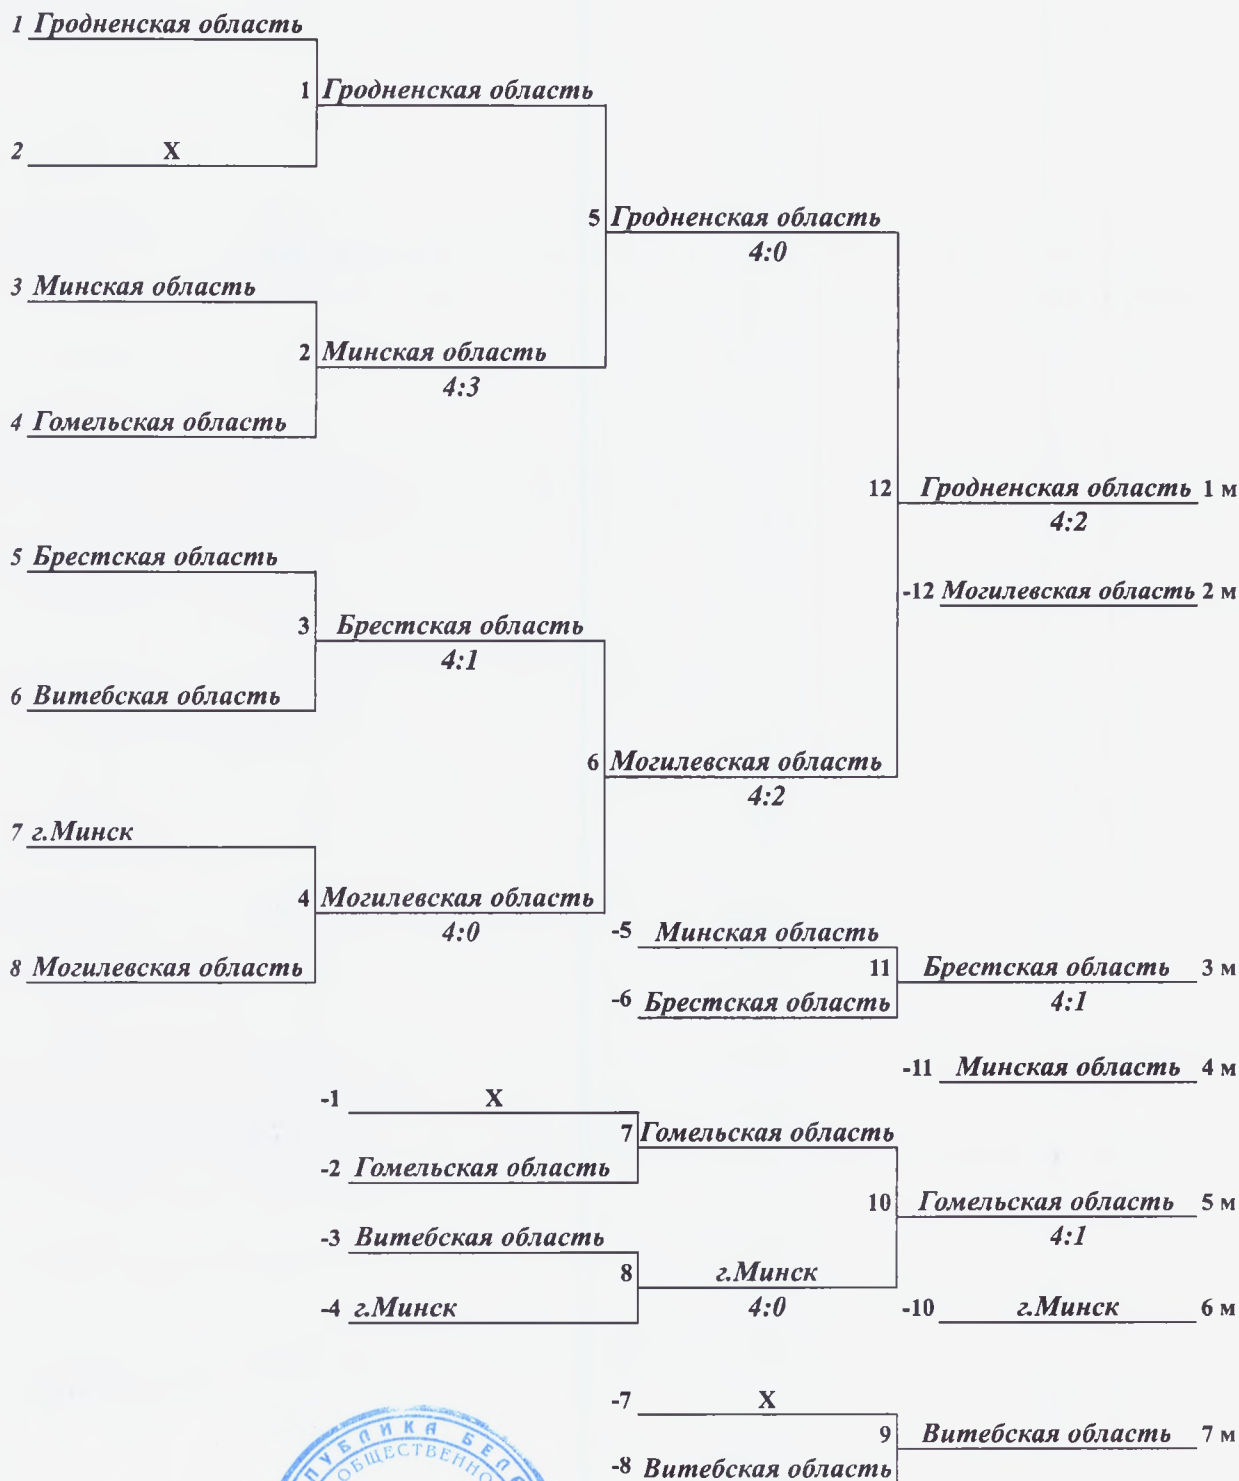 1 Гродненская область
1 Гродненская область
2 X
5 Гродненская область
4:0
3 Минская область
2 Минская область
4:3
4 Гомельская область
12 Гродненская область 1 м
4:2
5 Брестская область
-12 Могилевская область 2 м
3 Брестская область
4:1
6 Витебская область
6 Могилевская область
4:2
7 г.Минск
4 Могилевская область
4:0
-5 Минская область
8 Могилевская область
11 Брестская область 3 м
4:1
-6 Брестская область
-11 Минская область 4 м
-1 X
7 Гомельская область
-2 Гомельская область
10 Гомельская область 5 м
4:1
-3 Витебская область
8 г.Минск
4:0
-4 г.Минск
-10 г.Минск 6 м
-7 X
9 Витебская область 7 м
-8 Витебская область